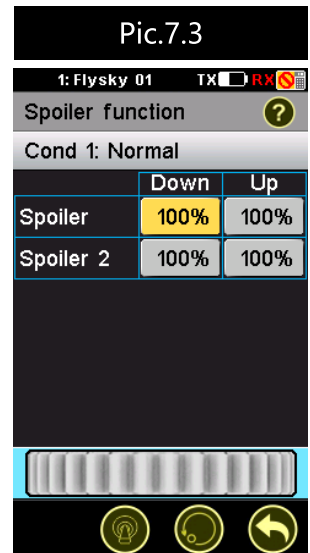 Pic.7.3
1: Flysky 01 TX RX
Spoiler function ?
Cond 1: Normal
Down Up
Spoiler 100% 100%
Spoiler 2 100% 100%